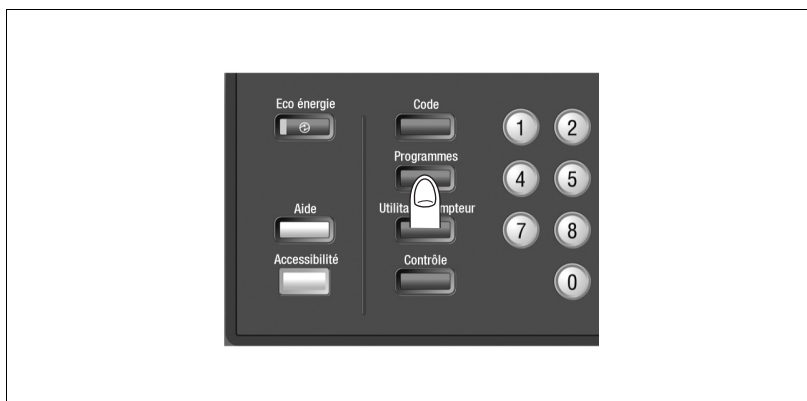 Eco énergie
Code
1
2
Programmes
4
5
Aide
Utilita mpteur
7
8
Accessibilité
Contrôle
0